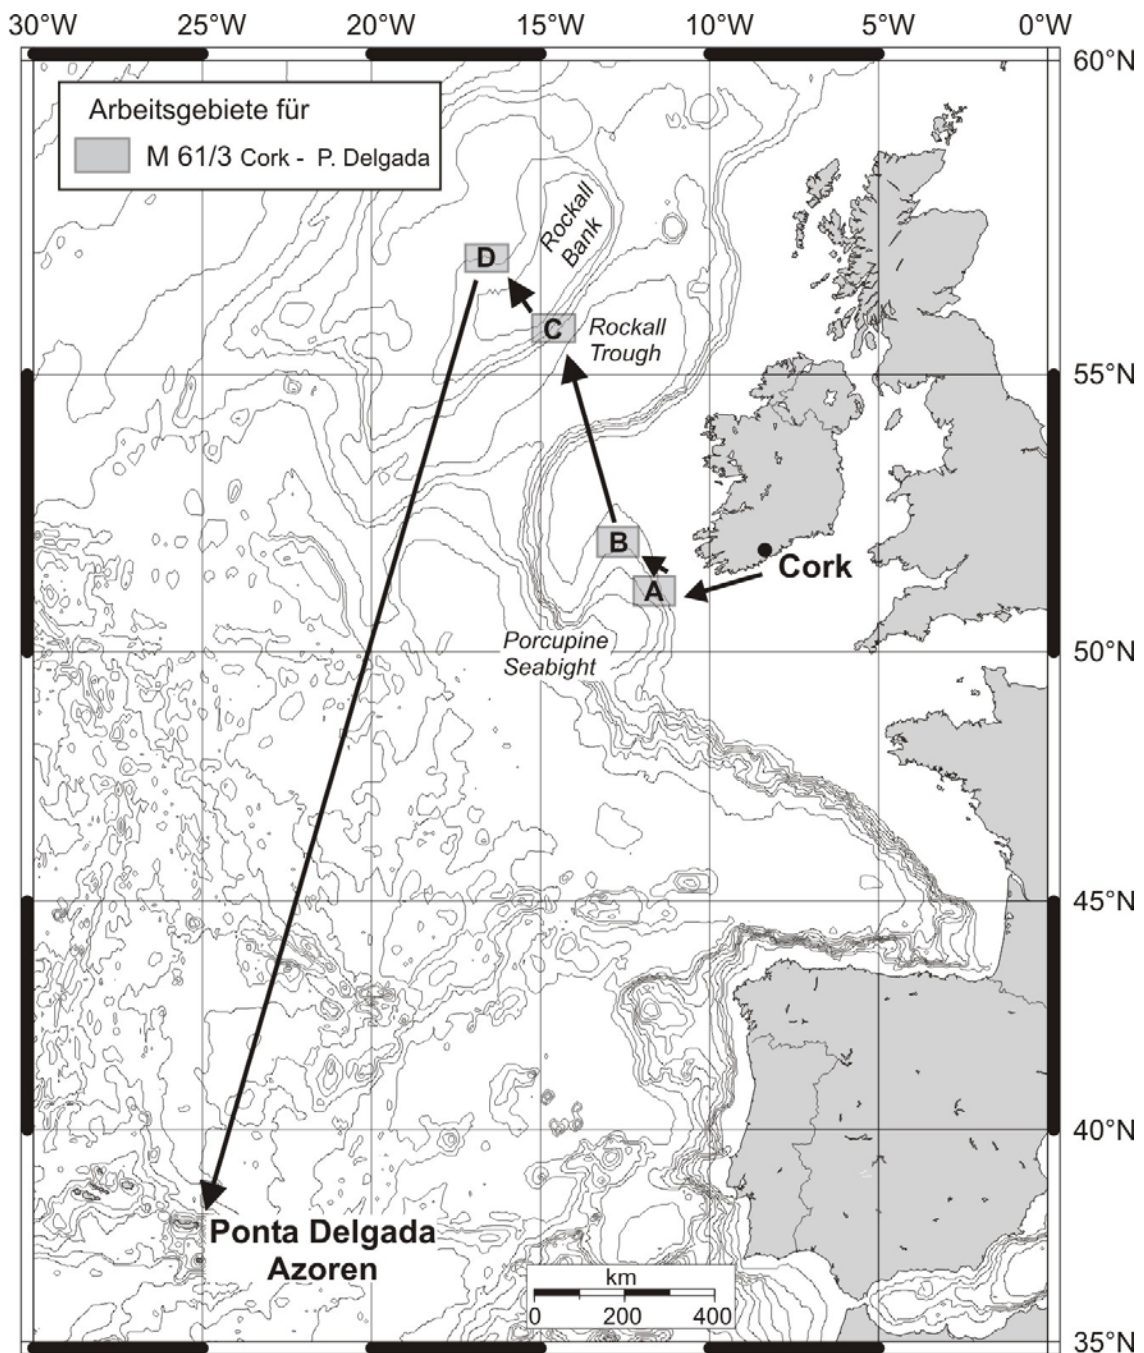 30°W 25°W 20°W 15°W 10°W 5°W 0°W
60°N
Arbeitsgebiete für
M 61/3 Cork - P. Delgada
Rockall
Bank
D
C
Rockall
Trough
55°N
B
A
Cork
Porcupine
Seabight
50°N
45°N
40°N
Ponta Delgada
Azoren
km
0 200 400
35°N